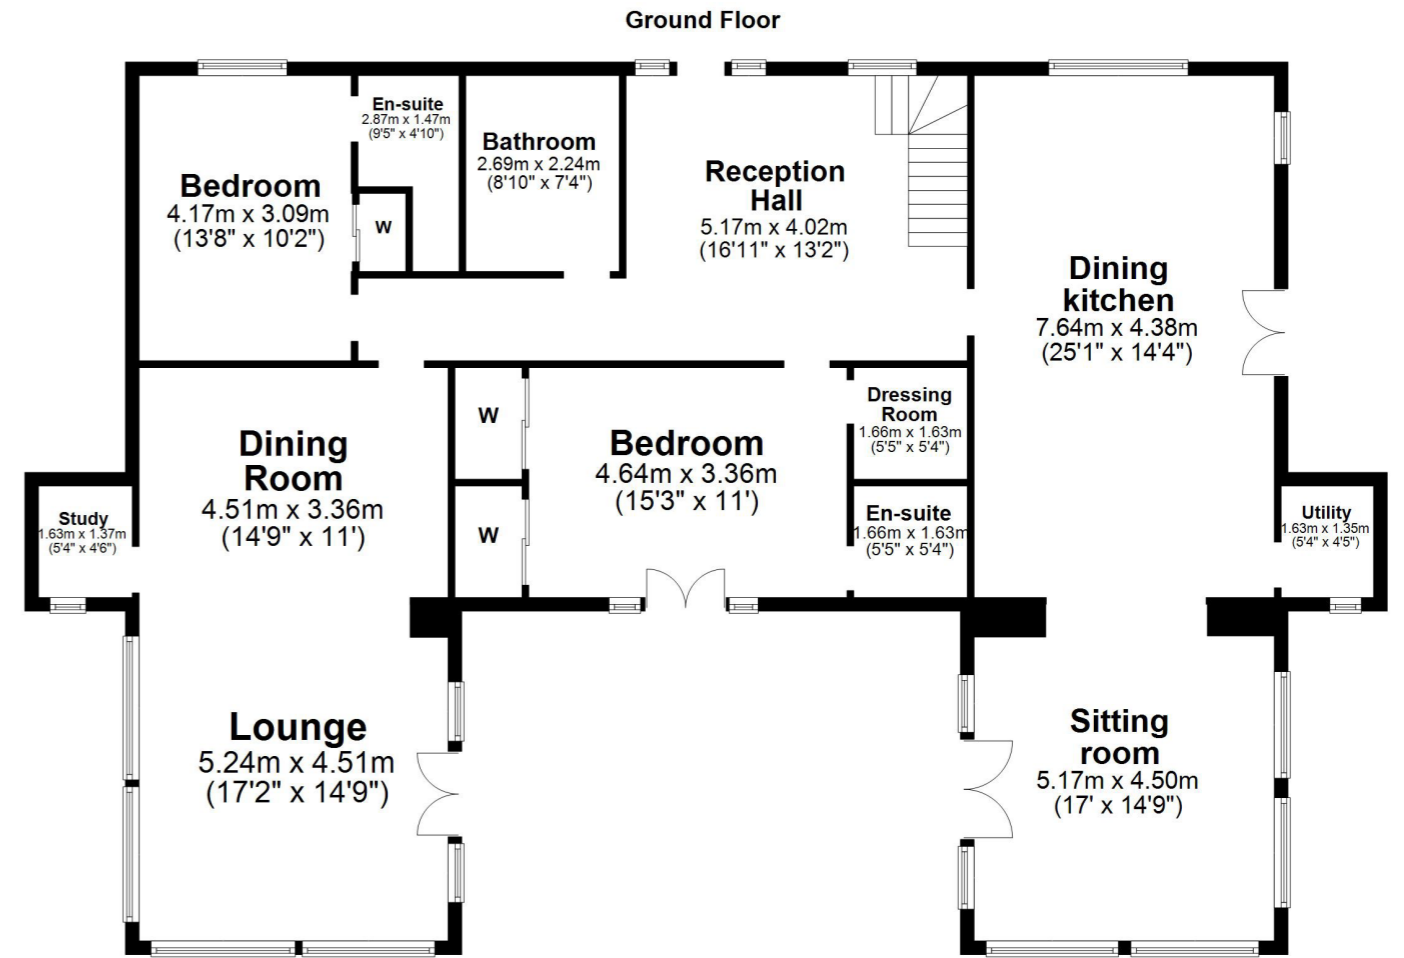 Ground Floor
Bedroom
4.17m x 3.09m
(13'8" x 10'2")
En-suite
2.87m x 1.47m
(9'5" x 4'10")
W
Bathroom
2.69m x 2.24m
(8'10" x 7'4")
Reception
Hall
5.17m x 4.02m
(16'11" x 13'2")
Dining
kitchen
7.64m x 4.38m
(25'1" x 14'4")
Dining
Room
4.51m x 3.36m
(14'9" x 11')
W
W
Bedroom
4.64m x 3.36m
(15'3" x 11')
Dressing
Room
1.66m x 1.63m
(5'5" x 5'4")
En-suite
1.66m x 1.63m
(5'5" x 5'4")
Study
1.63m x 1.37m
(5'4" x 4'6")
Utility
1.63m x 1.35m
(5'4" x 4'5")
Lounge
5.24m x 4.51m
(17'2" x 14'9")
Sitting
room
5.17m x 4.50m
(17' x 14'9")